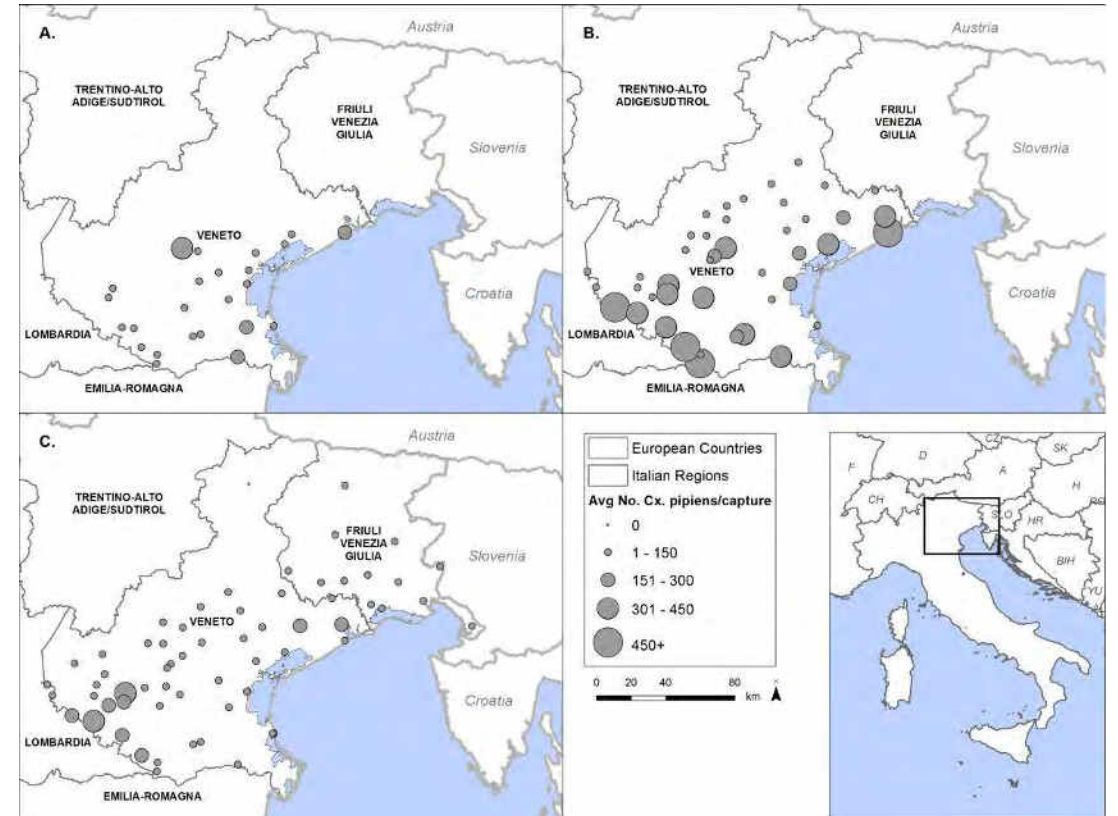 A.
Austria
TRENTINO-ALTO
ADIGE/SUDTIROL
FRIULI
VENEZIA
GIULIA
Slovenia
VENETO
Croatia
LOMBARDIA
EMILIA-ROMAGNA
B.
Austria
TRENTINO-ALTO
ADIGE/SUDTIROL
FRIULI
VENEZIA
GIULIA
Slovenia
VENETO
Croatia
LOMBARDIA
EMILIA-ROMAGNA
C.
Austria
TRENTINO-ALTO
ADIGE/SUDTIROL
FRIULI
VENEZIA
GIULIA
Slovenia
VENETO
Croatia
LOMBARDIA
EMILIA-ROMAGNA
European Countries
Italian Regions
Avg No. Cx. pipiens/capture
0
1 - 150
151 - 300
301 - 450
450+
0 20 40 80
km
CZ
SK
F
D
A
H
CH
SLO
HR
BIH
YU